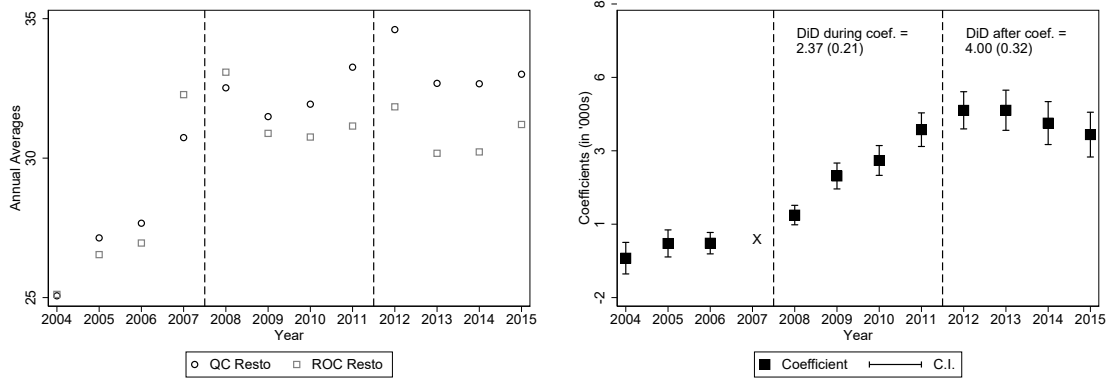 35
30
25
Annual Averages
2004 2005 2006 2007 2008 2009 2010 2011 2012 2013 2014 2015
Year
QC Resto ROC Resto
DiD during coef. =
2.37 (0.21)
DiD after coef. =
4.00 (0.32)
8
6
3
1
-2
Coefficients (in '000s)
X
2004 2005 2006 2007 2008 2009 2010 2011 2012 2013 2014 2015
Year
Coefficient C.I.